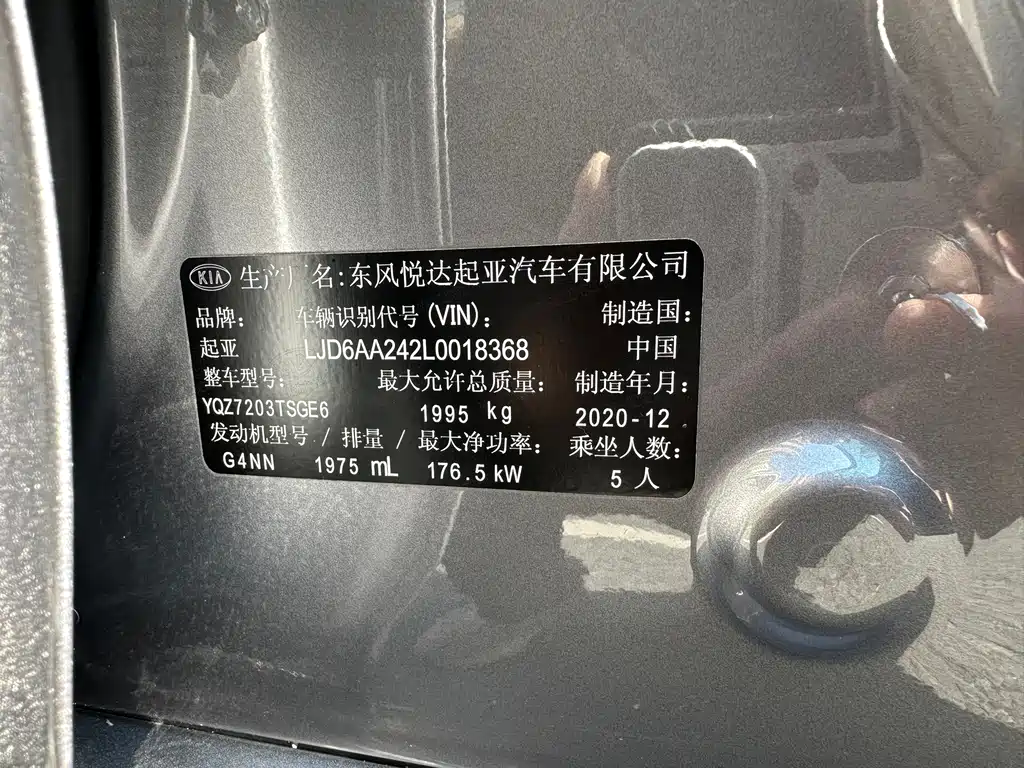 KIA 生产厂名:东风悦达起亚汽车有限公司
品牌: 车辆识别代号(VIN): 制造国:
起亚 LJD6AA242L0018368 中国
整车型号: 最大允许总质量: 制造年月:
YQZ7203TSGE6 1995 kg 2020-12
发动机型号 / 排量 / 最大净功率: 乘坐人数:
G4NN 1975 mL 176.5 kW 5 人